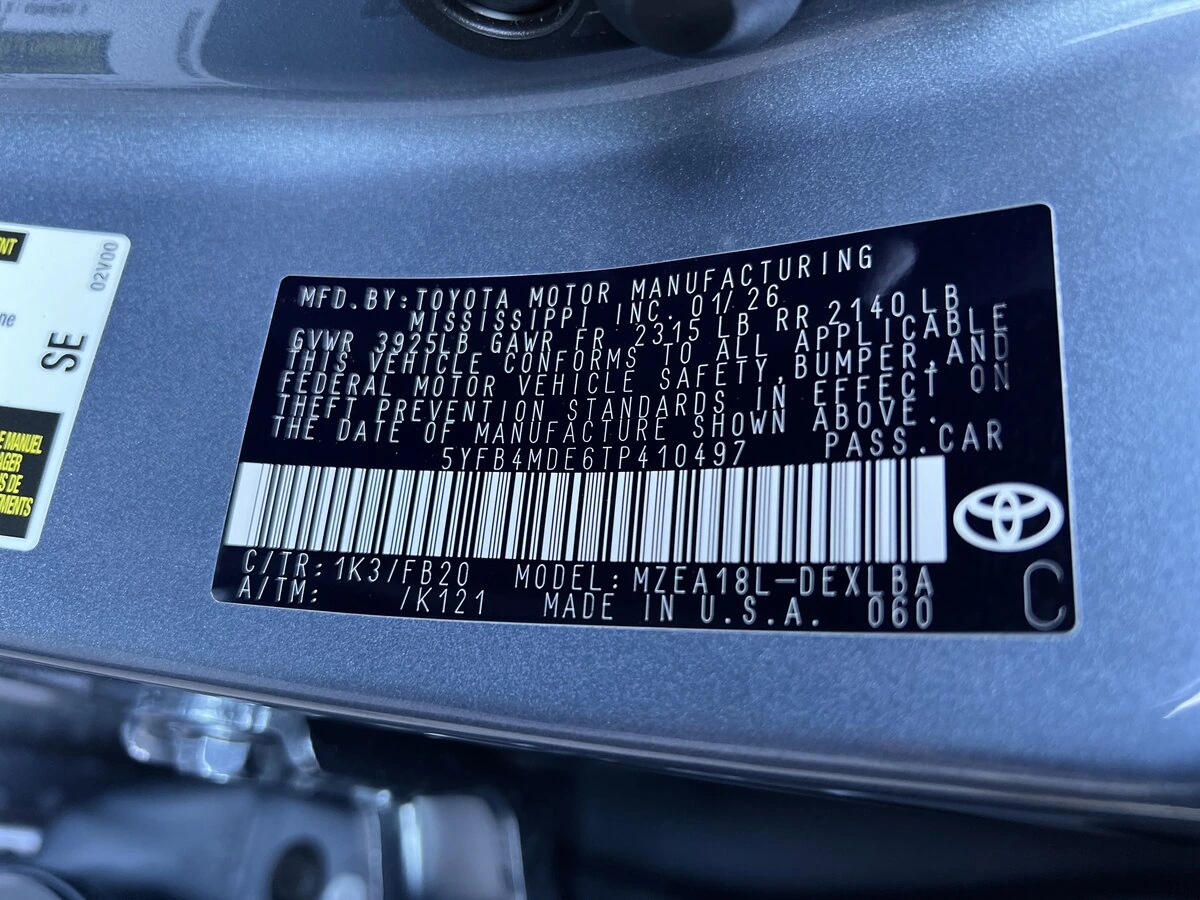 MFD.BY:TOYOTA MOTOR MANUFACTURING
MISSISSIPPI INC. 01/26
GVWR 3925LB GAWR FR 2315 LB RR 2140LB
THIS VEHICLE CONFORMS TO ALL APPLICABLE
FEDERAL MOTOR VEHICLE SAFETY,BUMPER,AND
THEFT PREVENTION STANDARDS IN EFFECT ON
THE DATE OF MANUFACTURE SHOWN ABOVE.
5YFB4MDE6TP410497 PASS.CAR
C/TR:1K3/FB20 MODEL:MZEA18L-DEXLBA
A/TM: /K121 MADE IN U.S.A. 060
C
02V00
SE